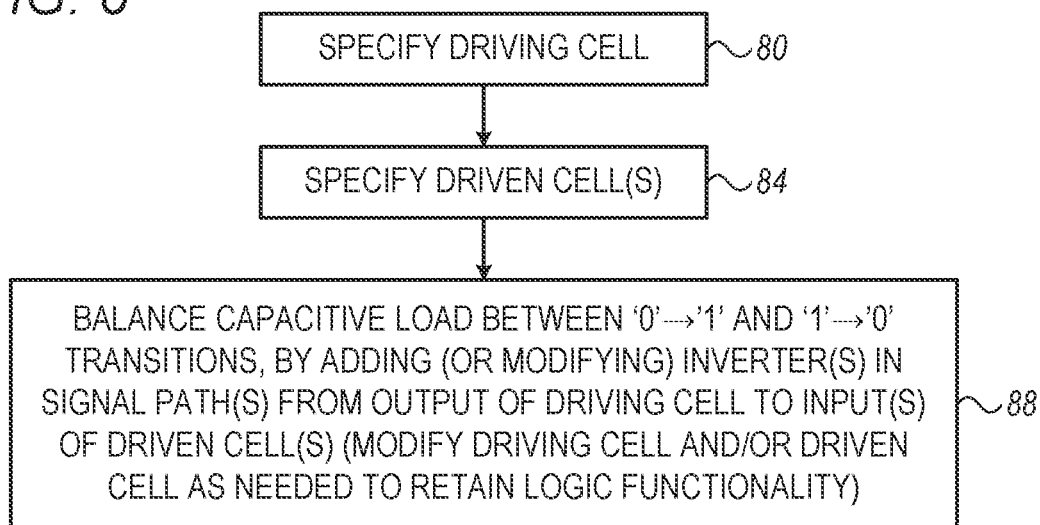 SPECIFY DRIVING CELL 80
SPECIFY DRIVEN CELL(S) 84
BALANCE CAPACITIVE LOAD BETWEEN ‘0’→’1’ AND ‘1’→’0’
TRANSITIONS, BY ADDING (OR MODIFYING) INVERTER(S) IN
SIGNAL PATH(S) FROM OUTPUT OF DRIVING CELL TO INPUT(S)
OF DRIVEN CELL(S) (MODIFY DRIVING CELL AND/OR DRIVEN
CELL AS NEEDED TO RETAIN LOGIC FUNCTIONALITY)
88